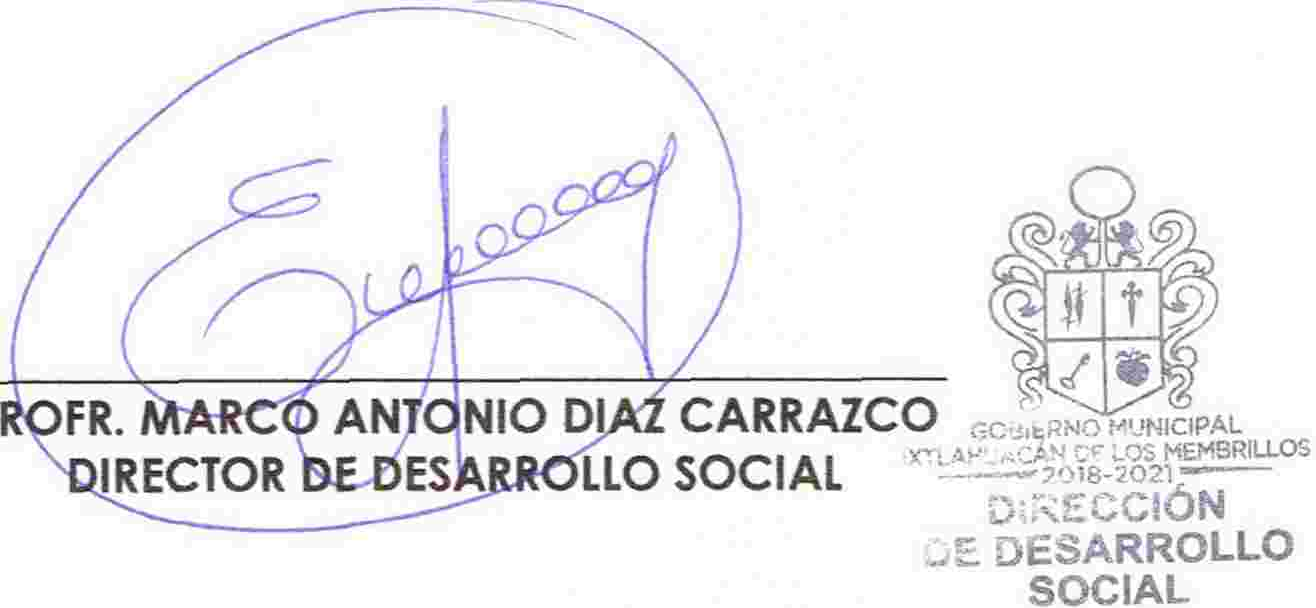 ROFR. MARCO ANTONIO DIAZ CARRAZCO
DIRECTOR DE DESARROLLO SOCIAL
GOBIERNO MUNICIPAL
IXTLAHUACÁN DE LOS MEMBRILLOS
2018-2021
DIRECCIÓN
DE DESARROLLO
SOCIAL